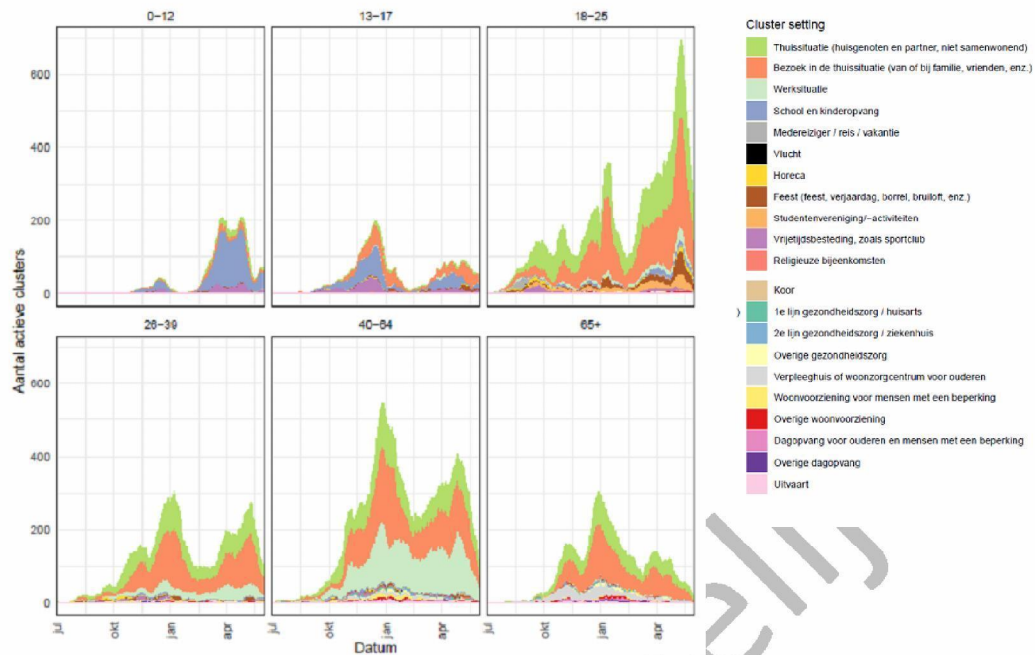 0-12
13-17
18-25
600
400
200
0
26-39
40-64
65+
600
400
200
0
Aantal actieve clusters
jul
okt
jan
apr
jul
okt
jan
apr
jul
okt
jan
apr
Datum
Cluster setting
Thuissituatie (huisgenoten en partner, niet samenwonend)
Bezoek in de thuissituatie (van of bij familie, vrienden, enz.)
Werksituatie
School en kinderopvang
Medereiziger / reis / vakantie
Vlucht
Horeca
Feest (feest, verjaardag, borrel, bruiloft, enz.)
Studentenvereniging/-activiteiten
Vrijetijdsbesteding, zoals sportclub
Religieuze bijeenkomsten
Koor
) 1e lijn gezondheidszorg / huisarts
2e lijn gezondheidszorg / ziekenhuis
Overige gezondheidszorg
Verpleeghuis of woonzorgcentrum voor ouderen
Woonvoorziening voor mensen met een beperking
Overige woonvoorziening
Dagopvang voor ouderen en mensen met een beperking
Overige dagopvang
Uitvaart